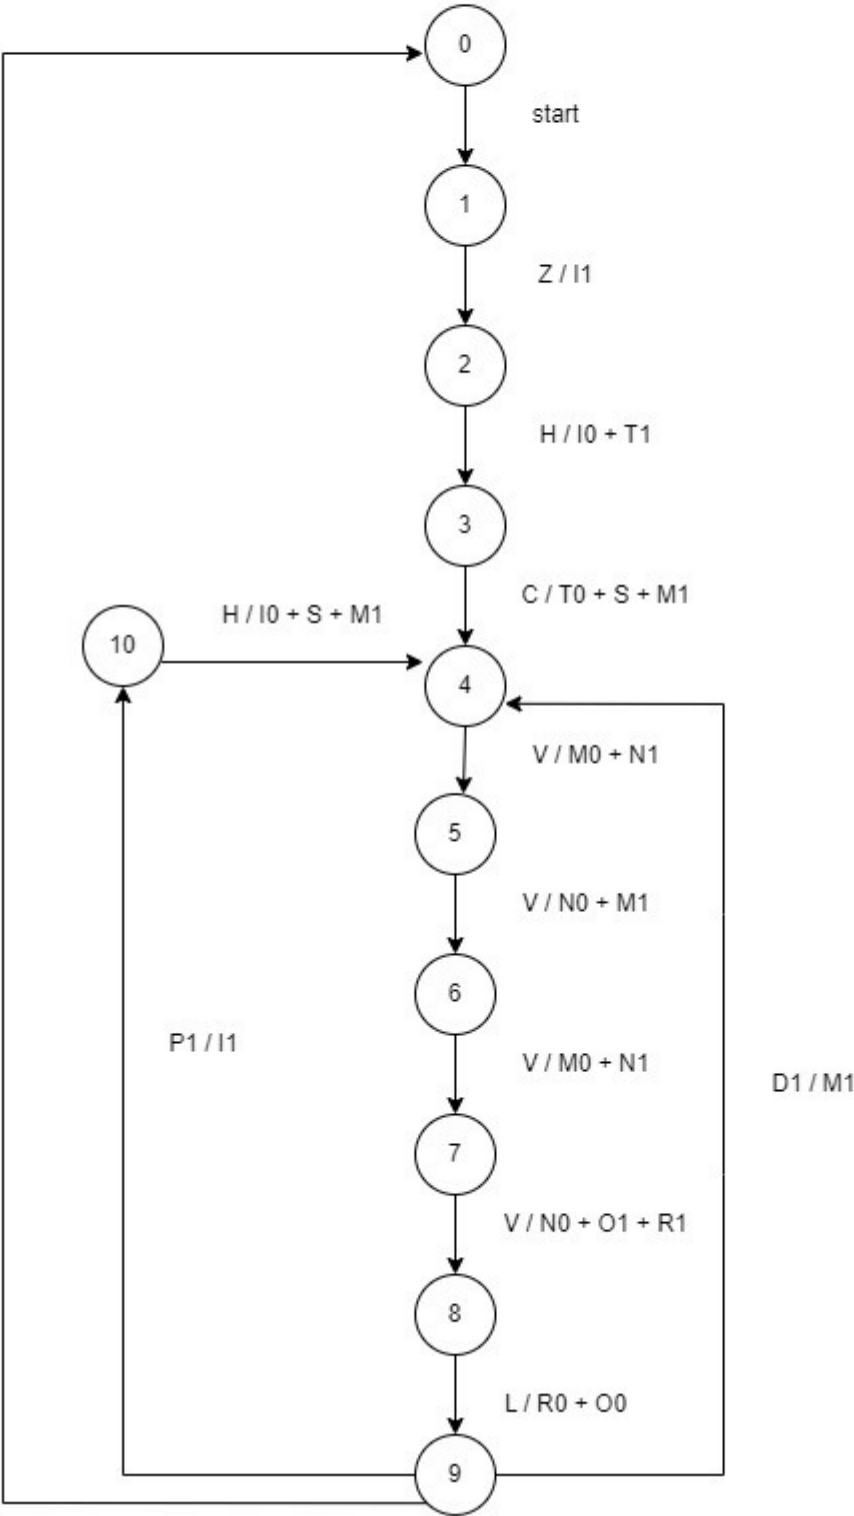 0
start
1
Z / I1
2
H / I0 + T1
3
C / T0 + S + M1
H / I0 + S + M1
10
4
V / M0 + N1
5
V / N0 + M1
6
P1 / I1
V / M0 + N1
D1 / M1
7
V / N0 + O1 + R1
8
L / R0 + O0
9